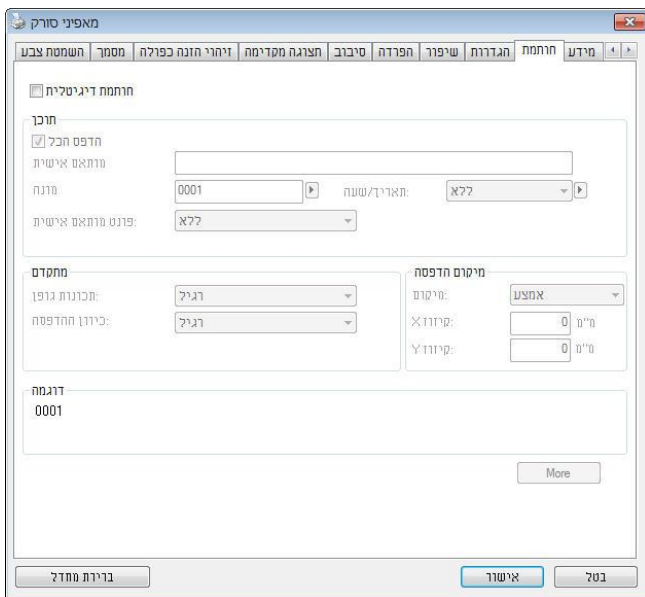 מאפיני סורק
השמטת צבע מסמך זיהוי הזנה כפולה תצוגה מקדימה סיבוב הפרדה שיפור הגדרות חותמת מידע
חותמת דיגיטלית
תוכן
הדפס הכל
מותאם אישית
מונה 0001 תאריך/שעה: ללא
פונט מותאם אישית: ללא
מתקדם
תכונות גופן: רגיל
כיוון ההדפסה: רגיל
מיקום הדפסה
מיקום: אמצע
קיזוז X: 0 מ"מ
קיזוז Y: 0 מ"מ
דוגמה
0001
More
ברירת מחדל אישור בטל